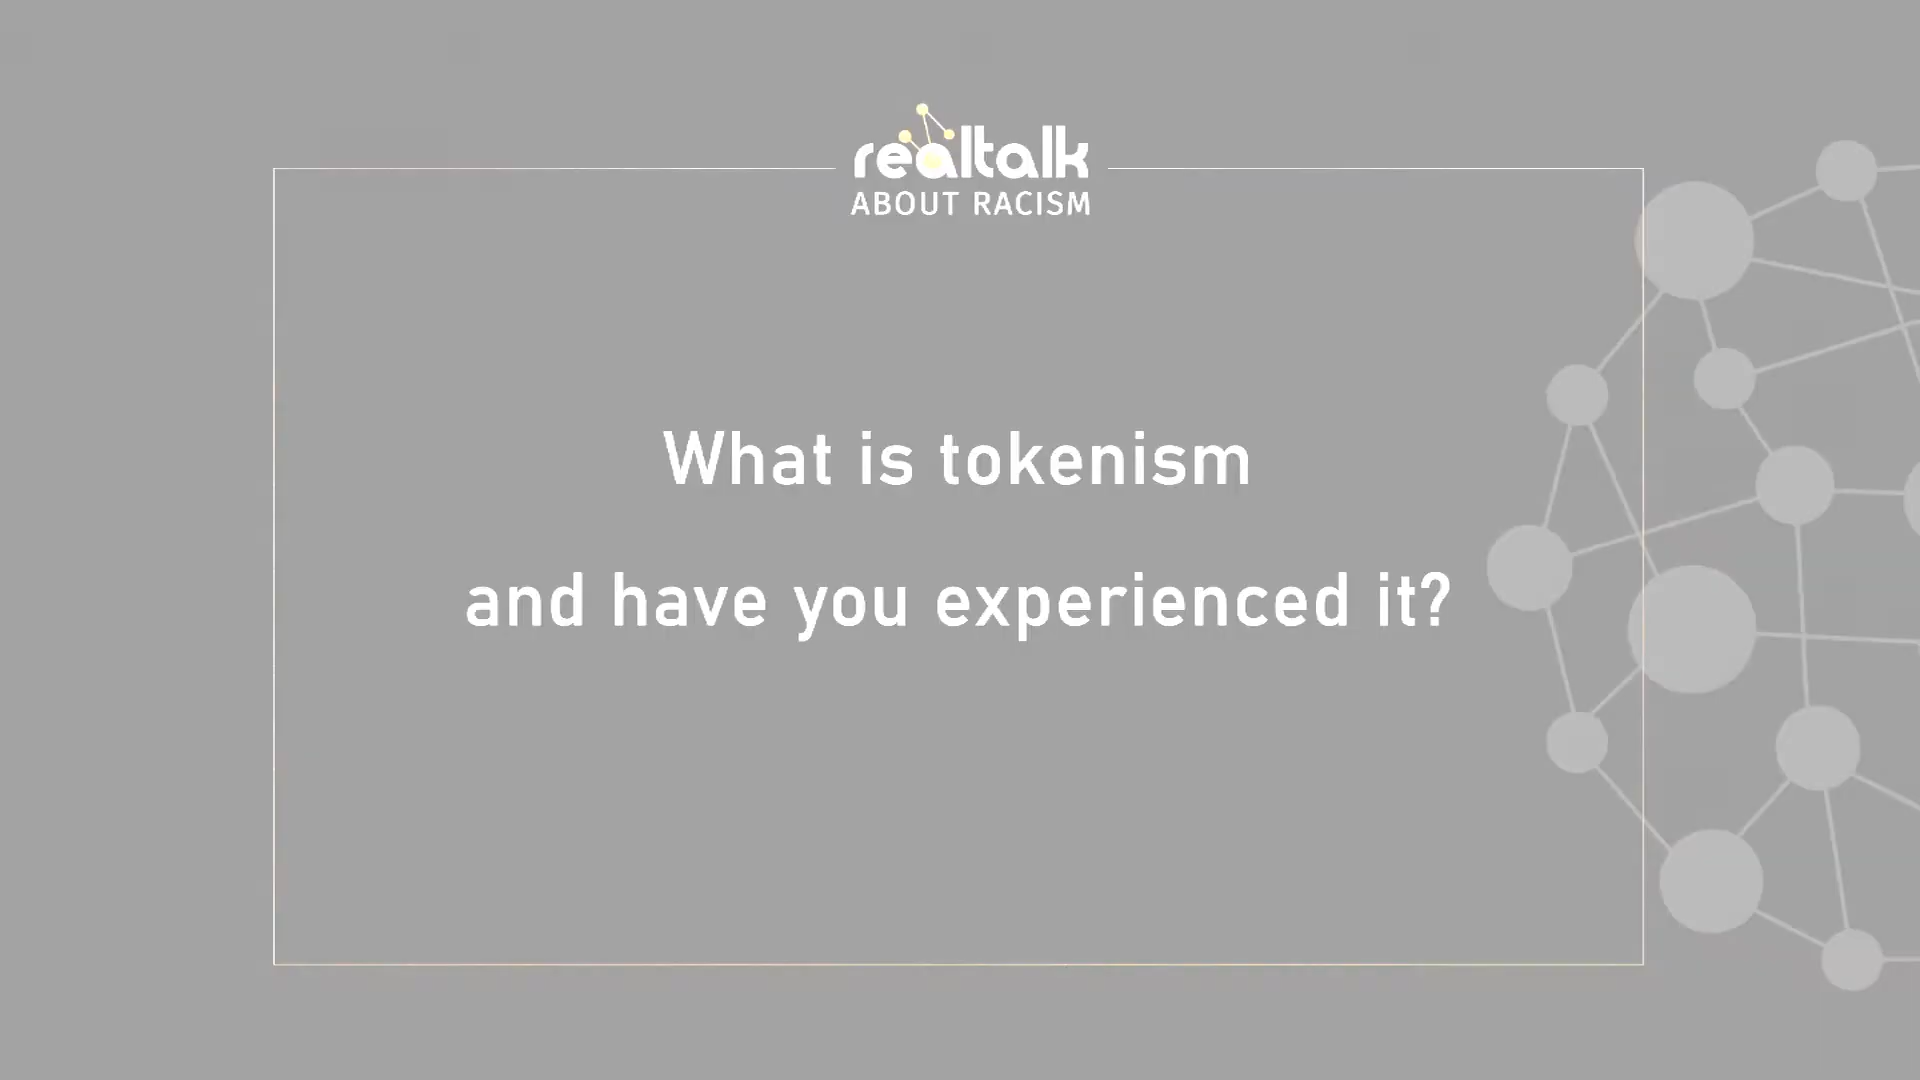 realtalk
ABOUT RACISM
What is tokenism
and have you experienced it?